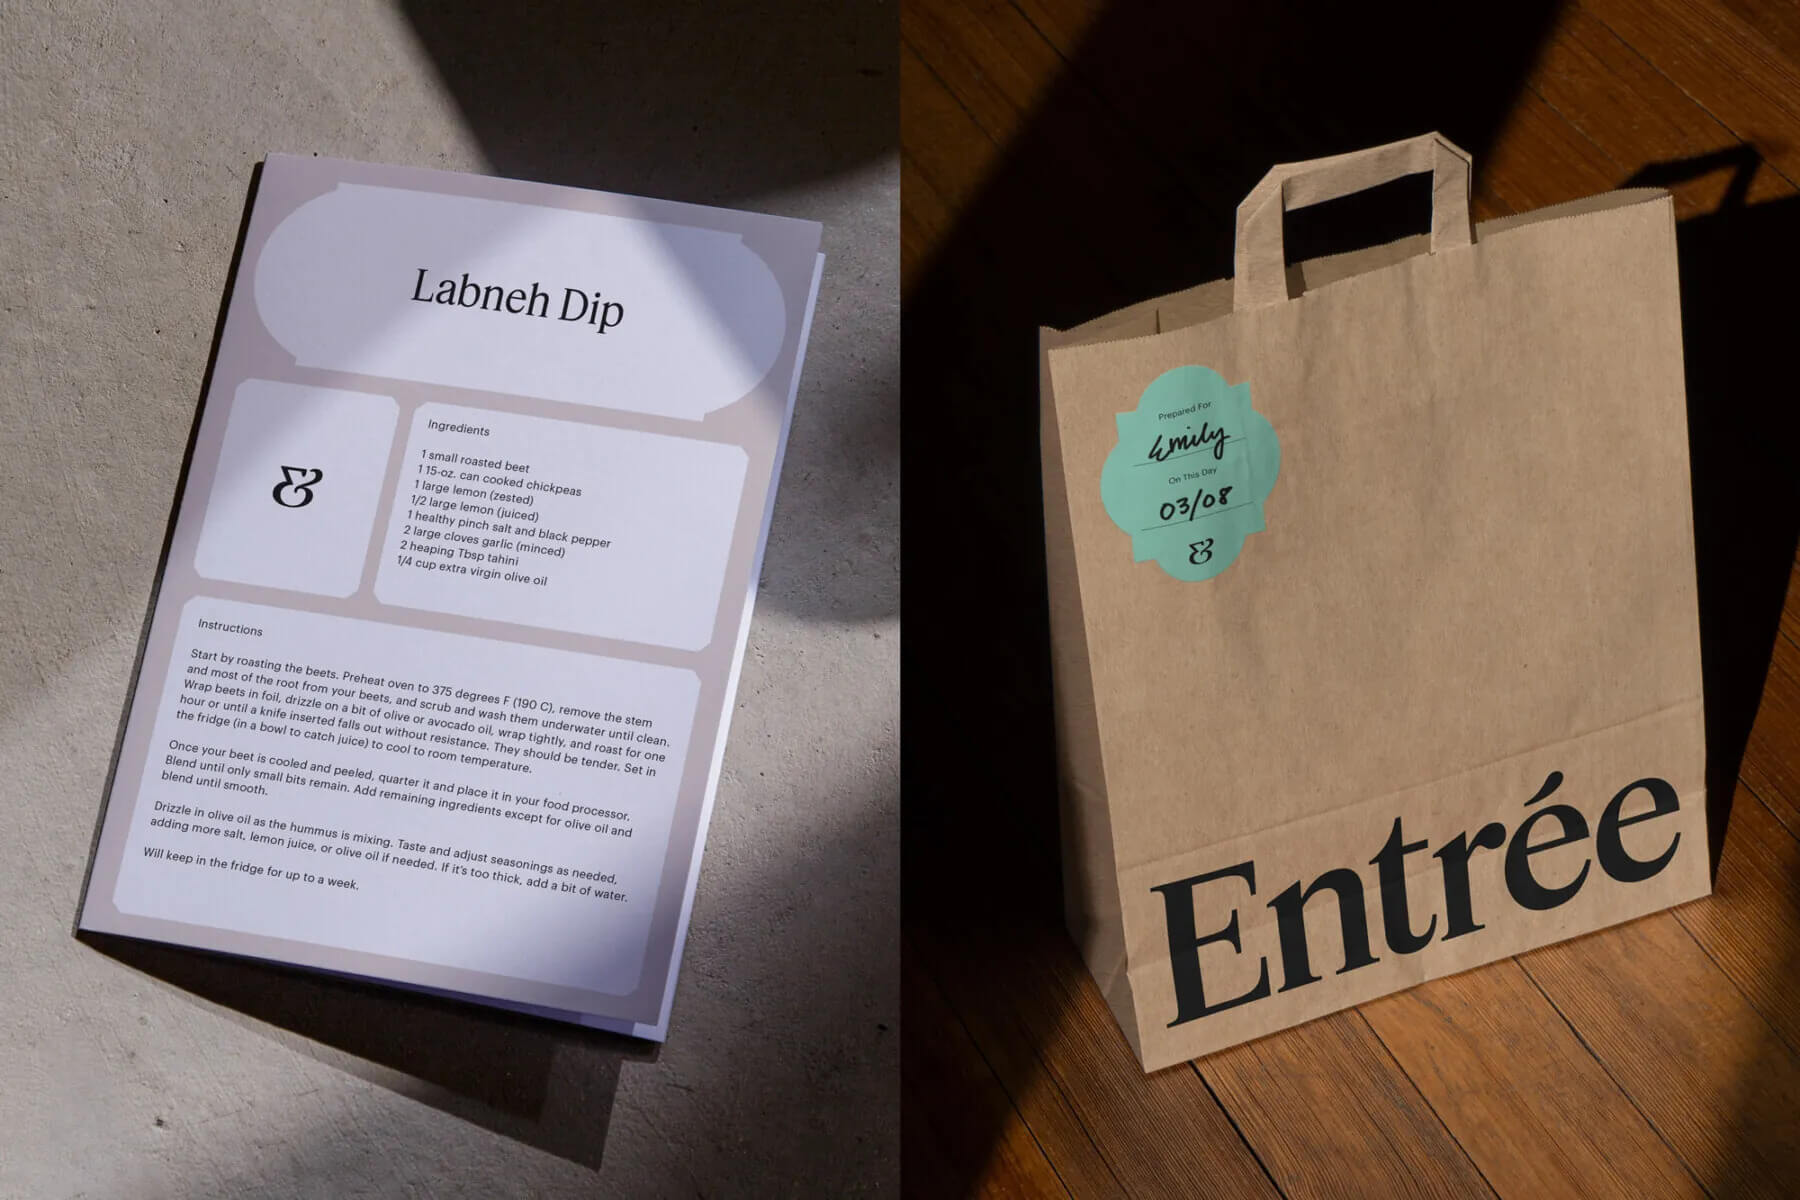 Labneh Dip
&
Ingredients
1 small roasted beet
1 15-oz. can cooked chickpeas
1 large lemon (zested)
1/2 large lemon (juiced)
1 healthy pinch salt and black pepper
2 large cloves garlic (minced)
2 heaping Tbsp tahini
1/4 cup extra virgin olive oil
Instructions
Start by roasting the beets. Preheat oven to 375 degrees F (190 C), remove the stem
and most of the root from your beets, and scrub and wash them underwater until clean.
Wrap beets in foil, drizzle on a bit of olive or avocado oil, wrap tightly, and roast for one
hour or until a knife inserted falls out without resistance. They should be tender. Set in
the fridge (in a bowl to catch juice) to cool to room temperature.
Once your beet is cooled and peeled, quarter it and place it in your food processor.
Blend until only small bits remain. Add remaining ingredients except for olive oil and
blend until smooth.
Drizzle in olive oil as the hummus is mixing. Taste and adjust seasonings as needed,
adding more salt, lemon juice, or olive oil if needed. If it's too thick, add a bit of water.
Will keep in the fridge for up to a week.
Prepared For
Emily
On This Day
03/08
&
Entrée